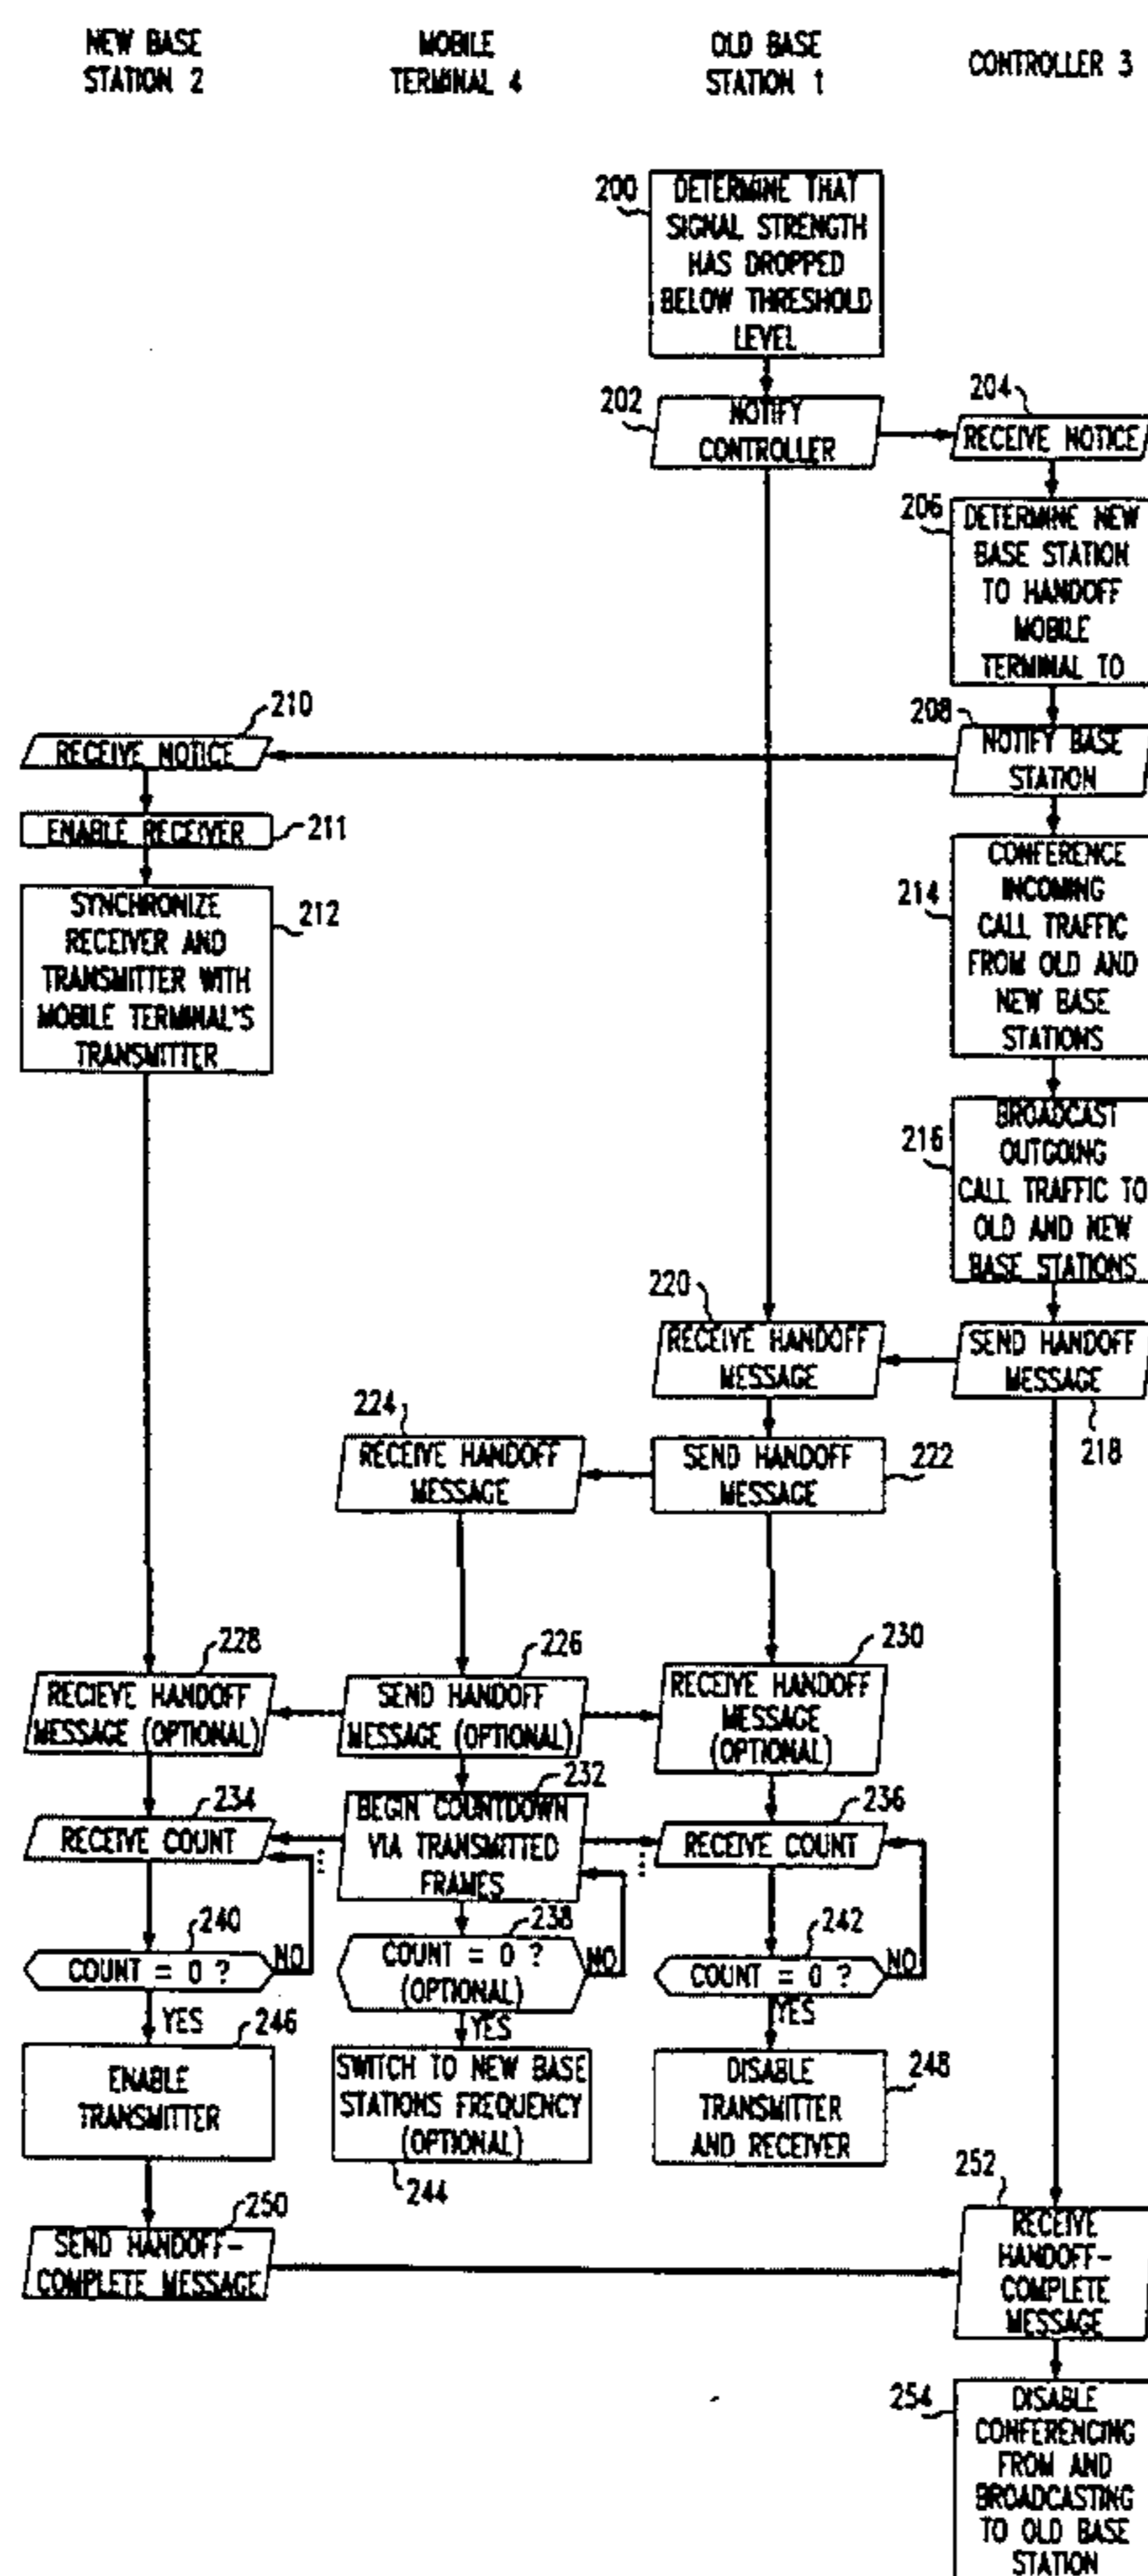 NEW BASE
STATION 2
MOBILE
TERMINAL 4
OLD BASE
STATION 1
CONTROLLER 3
200
DETERMINE THAT
SIGNAL STRENGTH
HAS DROPPED
BELOW THRESHOLD
LEVEL
202
NOTIFY
CONTROLLER
204
RECEIVE NOTICE
206
DETERMINE NEW
BASE STATION
TO HANDOFF
MOBILE
TERMINAL TO
208
NOTIFY BASE
STATION
210
RECEIVE NOTICE
ENABLE RECEIVER
211
SYNCHRONIZE
RECEIVER AND
TRANSMITTER WITH
MOBILE TERMINAL'S
TRANSMITTER
212
214
CONFERENCE
INCOMING
CALL TRAFFIC
FROM OLD AND
NEW BASE
STATIONS
216
BROADCAST
OUTGOING
CALL TRAFFIC TO
OLD AND NEW
BASE STATIONS
220
RECEIVE HANDOFF
MESSAGE
SEND HANDOFF
MESSAGE
218
224
RECEIVE HANDOFF
MESSAGE
SEND HANDOFF
MESSAGE
222
228
RECIEVE HANDOFF
MESSAGE (OPTIONAL)
226
SEND HANDOFF
MESSAGE (OPTIONAL)
230
RECEIVE HANDOFF
MESSAGE
(OPTIONAL)
234
RECEIVE COUNT
232
BEGIN COUNTDOWN
VIA TRANSMITTED
FRAMES
236
RECEIVE COUNT
240
COUNT = 0 ?
NO
238
COUNT = 0 ?
(OPTIONAL)
NO
242
COUNT = 0 ?
NO
YES
246
ENABLE
TRANSMITTER
YES
SWITCH TO NEW BASE
STATIONS FREQUENCY
(OPTIONAL)
244
YES
DISABLE
TRANSMITTER
AND RECEIVER
248
250
SEND HANDOFF-
COMPLETE MESSAGE
252
RECEIVE
HANDOFF-
COMPLETE
MESSAGE
254
DISABLE
CONFERENCING
FROM AND
BROADCASTING
TO OLD BASE
STATION